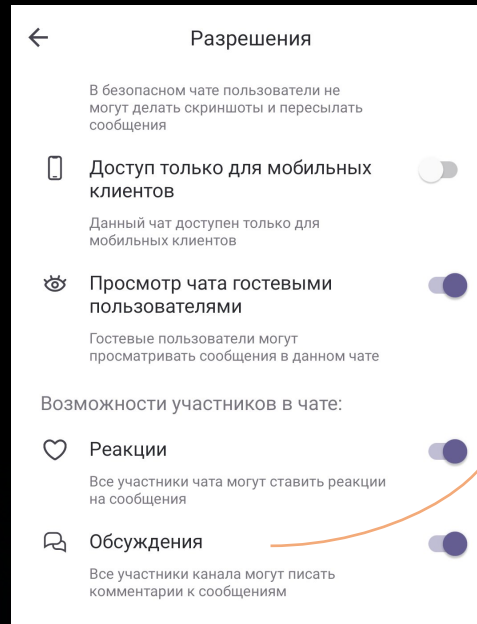 Разрешения
В безопасном чате пользователи не
могут делать скриншоты и пересылать
сообщения
Доступ только для мобильных
клиентов
Данный чат доступен только для
мобильных клиентов
Просмотр чата гостевыми
пользователями
Гостевые пользователи могут
просматривать сообщения в данном чате
Возможности участников в чате:
Реакции
Все участники чата могут ставить реакции
на сообщения
Обсуждения
Все участники канала могут писать
комментарии к сообщениям